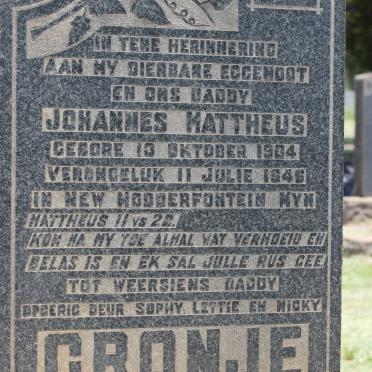 IN TERE HERINNERING
AAN MY DIERBARE EGGENOOT
EN ONS DADDY
JOHANNES MATTHEUS
GEBORE 13 OKTOBER 1904
VERONGELUK 11 JULIE 1946
IN NEW MODDERFONTEIN MYN
MATTHEUS 11 VS 28.
KOM NA MY TOE ALMAL WAT VERMOEID EN
BELAS IS EN EK SAL JULLE RUS GEE
TOT WEERSIENS DADDY
OPGERIG DEUR SOPHY, LETTIE EN NICKY
CRONJE